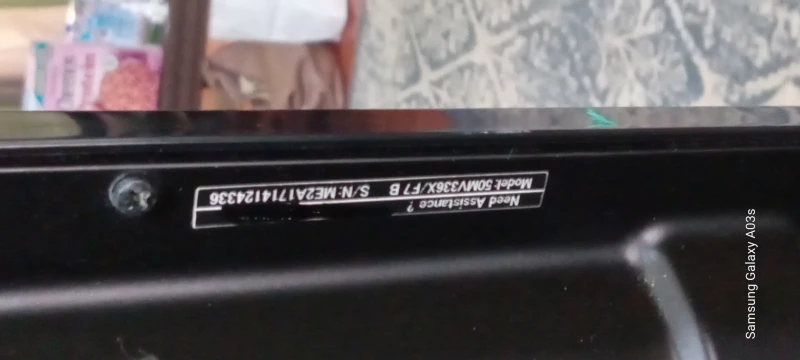 Need Assistance ?
Model: 50MV336X/F7 B S/N: ME2A1714124336
Samsung Galaxy A03s